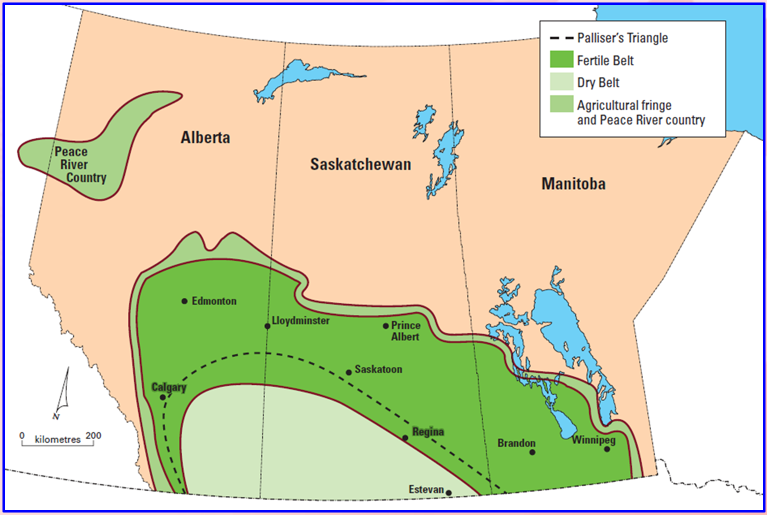 Palliser's Triangle
Fertile Belt
Dry Belt
Agricultural fringe
and Peace River country
Alberta
Saskatchewan
Manitoba
Peace
River
Country
Edmonton
Lloydminster
Prince
Albert
Saskatoon
Calgary
Regina
Brandon
Winnipeg
Estevan
N
0 kilometres 200